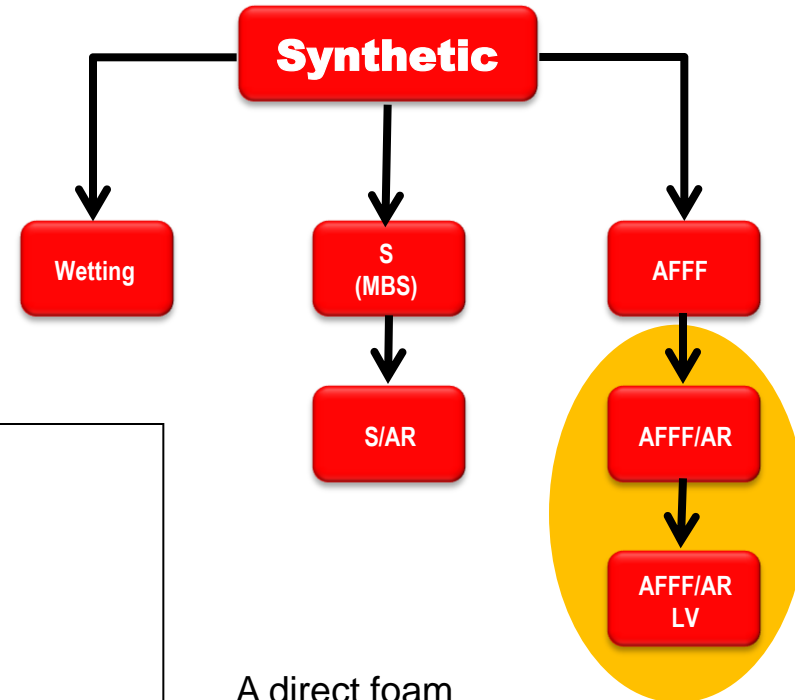 Synthetic
Wetting
S
(MBS)
AFFF
S/AR
AFFF/AR
AFFF/AR
LV
A direct foam